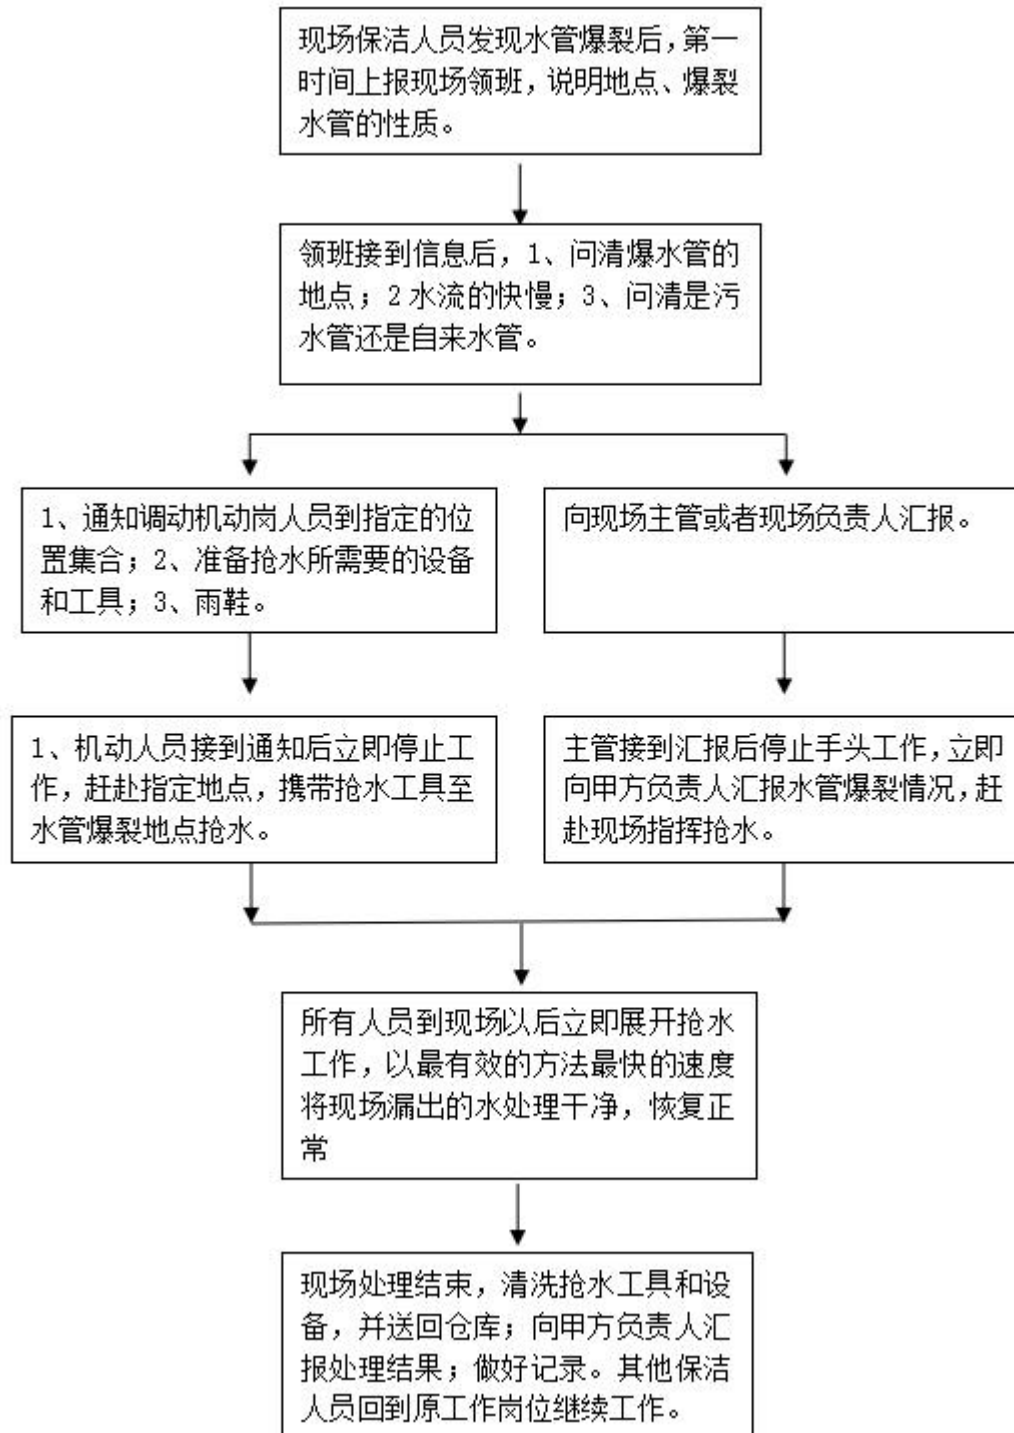 现场保洁人员发现水管爆裂后，第一
时间上报现场领班，说明地点、爆裂
水管的性质。
领班接到信息后，1、问清爆水管的
地点；2 水流的快慢；3、问清是污
水管还是自来水管。
1、通知调动机动岗人员到指定的位
置集合；2、准备抢水所需要的设备
和工具；3、雨鞋。
向现场主管或者现场负责人汇报。
1、机动人员接到通知后立即停止工
作，赶赴指定地点，携带抢水工具至
水管爆裂地点抢水。
主管接到汇报后停止手头工作，立即
向甲方负责人汇报水管爆裂情况，赶
赴现场指挥抢水。
所有人员到现场以后立即展开抢水
工作，以最有效的方法最快的速度
将现场漏出的水处理干净，恢复正
常
现场处理结束，清洗抢水工具和设
备，并送回仓库；向甲方负责人汇
报处理结果；做好记录。其他保洁
人员回到原工作岗位继续工作。